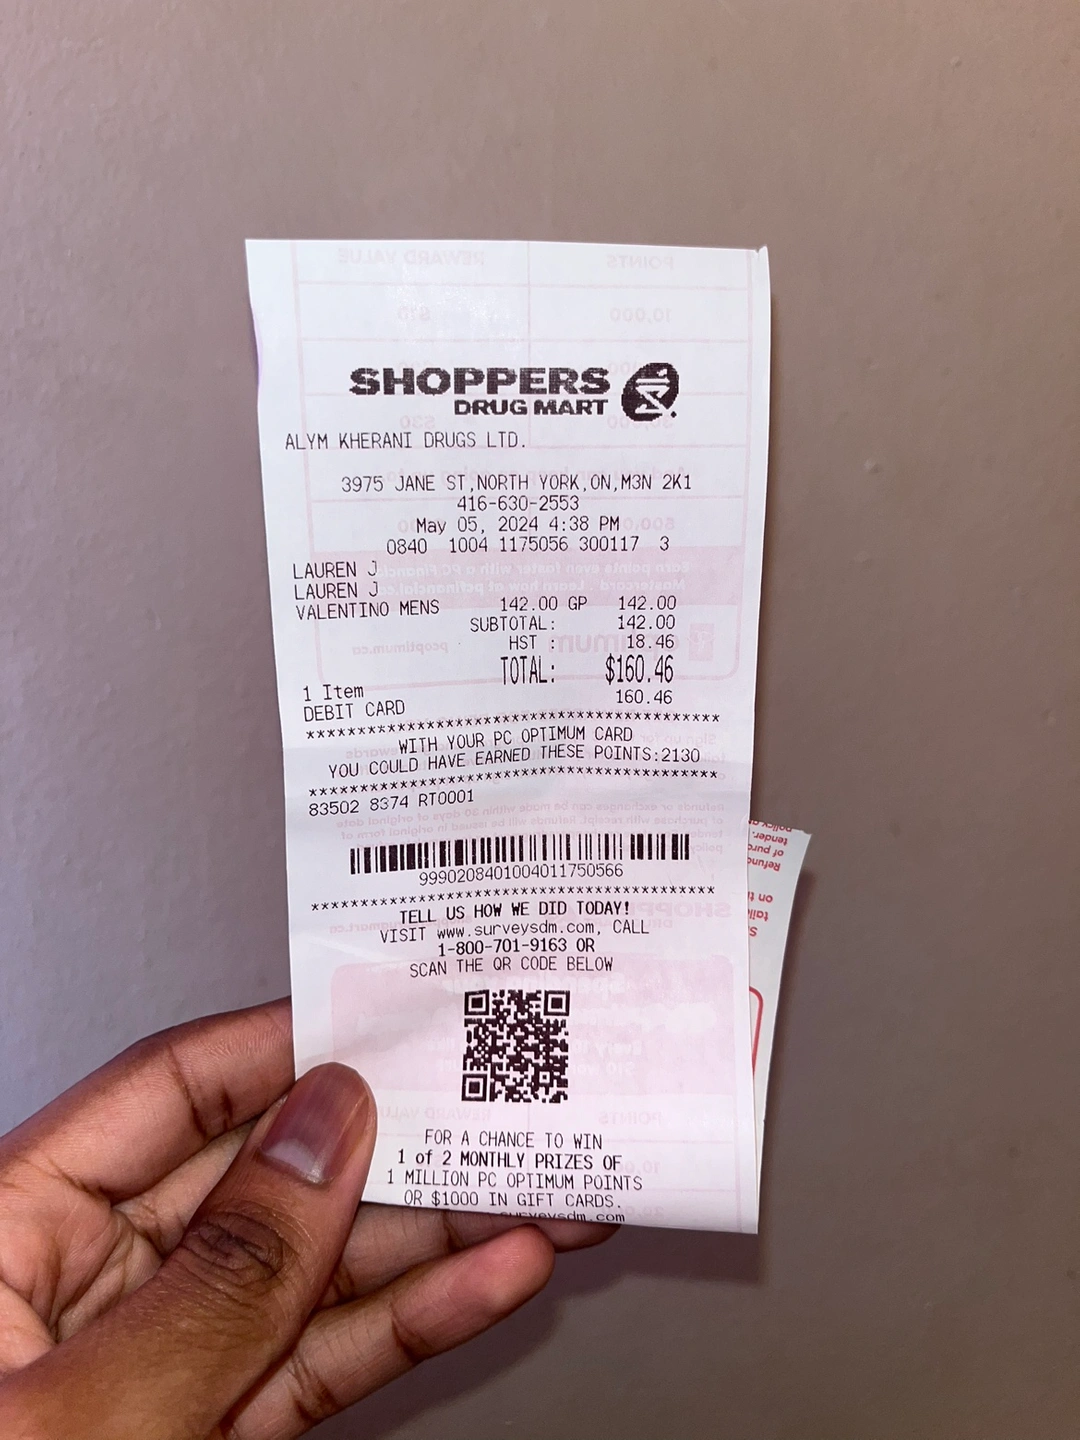 SHOPPERS
DRUG MART
ALYM KHERANI DRUGS LTD.
3975 JANE ST,NORTH YORK,ON,M3N 2K1
416-630-2553
May 05, 2024 4:38 PM
0840 1004 1175056 300117 3
LAUREN J
LAUREN J
VALENTINO MENS 142.00 GP 142.00
SUBTOTAL: 142.00
HST : 18.46
TOTAL: $160.46
1 Item 160.46
DEBIT CARD
****************************************
WITH YOUR PC OPTIMUM CARD
YOU COULD HAVE EARNED THESE POINTS:2130
****************************************
83502 8374 RT0001
9990208401004011750566
****************************************
TELL US HOW WE DID TODAY!
VISIT www.surveysdm.com, CALL
1-800-701-9163 OR
SCAN THE QR CODE BELOW
FOR A CHANCE TO WIN
1 of 2 MONTHLY PRIZES OF
1 MILLION PC OPTIMUM POINTS
OR $1000 IN GIFT CARDS.
surveysdm.com